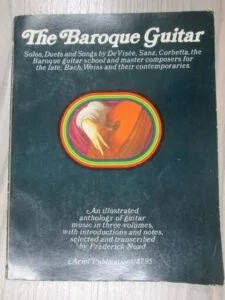 The Baroque Guitar
Solos, Duets and Songs by De Visée, Sanz, Corbetta, the
Baroque guitar school and master composers for
the lute; Bach, Weiss and their contemporaries.
An illustrated
anthology of guitar
music in three volumes,
with introductions and notes,
selected and transcribed
by Frederick Noad
Ariel Publications/$7.95